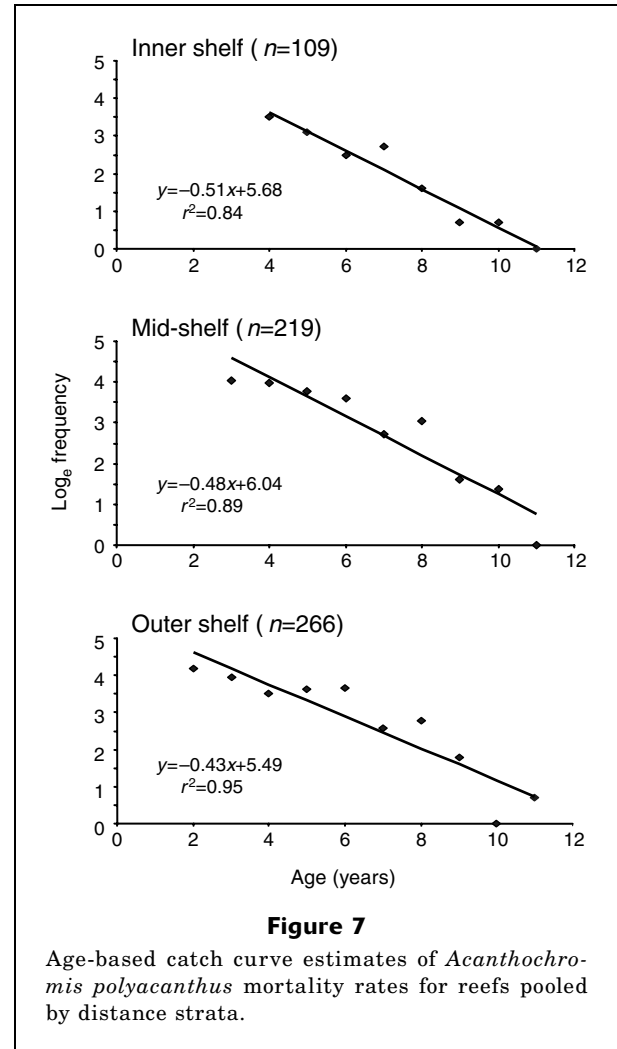 Inner shelf ( n=109)
5
4
3
2
1
0
y=–0.51x+5.68
r²=0.84
0 2 4 6 8 10 12
Mid-shelf ( n=219)
5
4
3
2
1
0
y=–0.48x+6.04
r²=0.89
0 2 4 6 8 10 12
Logₑ frequency
Outer shelf ( n=266)
5
4
3
2
1
0
y=–0.43x+5.49
r²=0.95
0 2 4 6 8 10 12
Age (years)
Figure 7
Age-based catch curve estimates of Acanthochro-
mis polyacanthus mortality rates for reefs pooled
by distance strata.